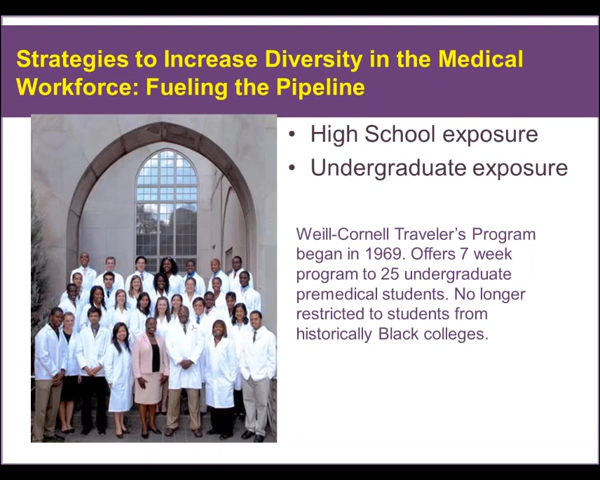 Strategies to Increase Diversity in the Medical
Workforce: Fueling the Pipeline
• High School exposure
• Undergraduate exposure
Weill-Cornell Traveler's Program
began in 1969. Offers 7 week
program to 25 undergraduate
premedical students. No longer
restricted to students from
historically Black colleges.